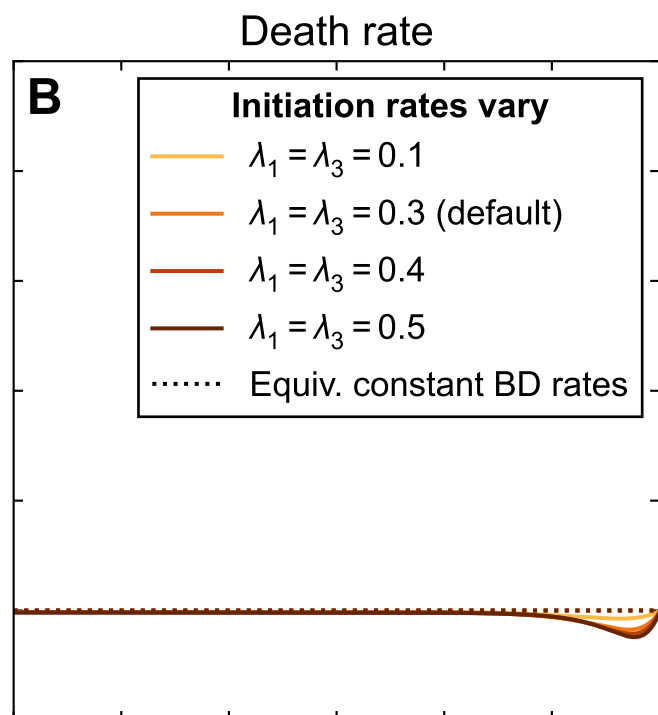 Death rate
B
Initiation rates vary
λ1 = λ3 = 0.1
λ1 = λ3 = 0.3 (default)
λ1 = λ3 = 0.4
λ1 = λ3 = 0.5
Equiv. constant BD rates